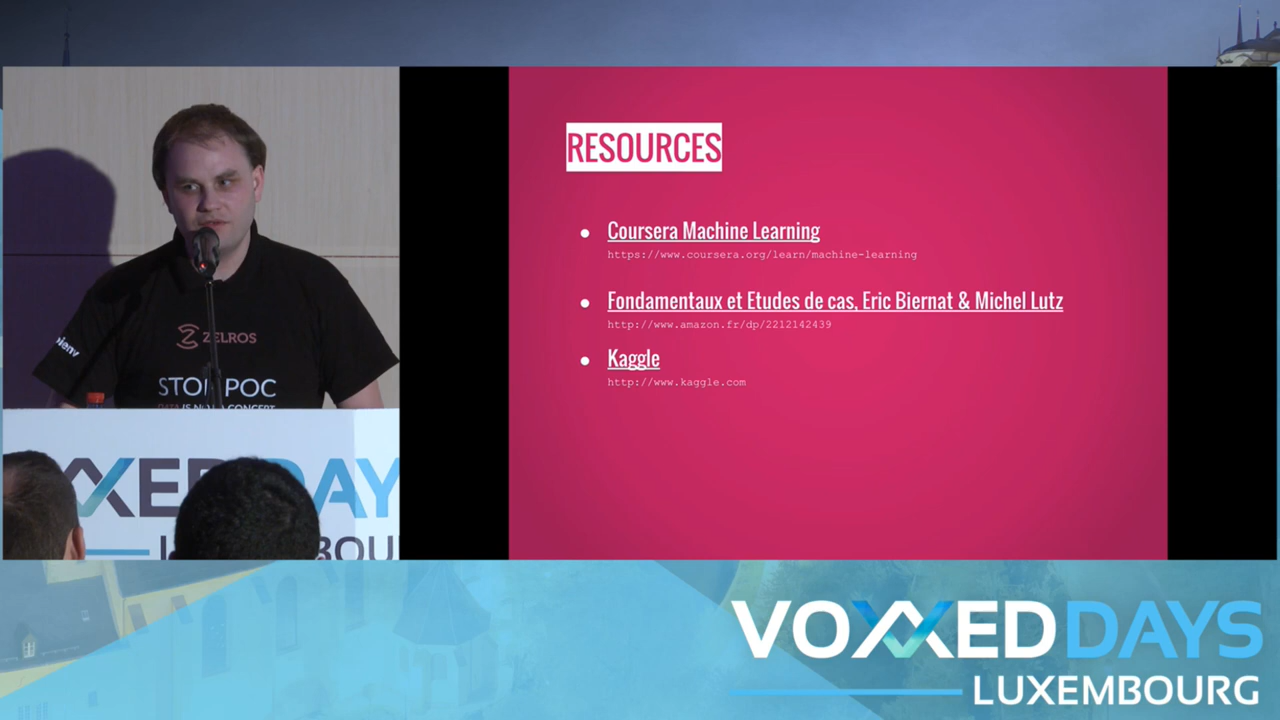 RESOURCES
Coursera Machine Learning
https://www.coursera.org/learn/machine-learning
Fondamentaux et Etudes de cas, Eric Biernat & Michel Lutz
http://www.amazon.fr/dp/2212142439
Kaggle
http://www.kaggle.com
ZELROS
POC
VOXXED DAYS
LUXEMBOURG